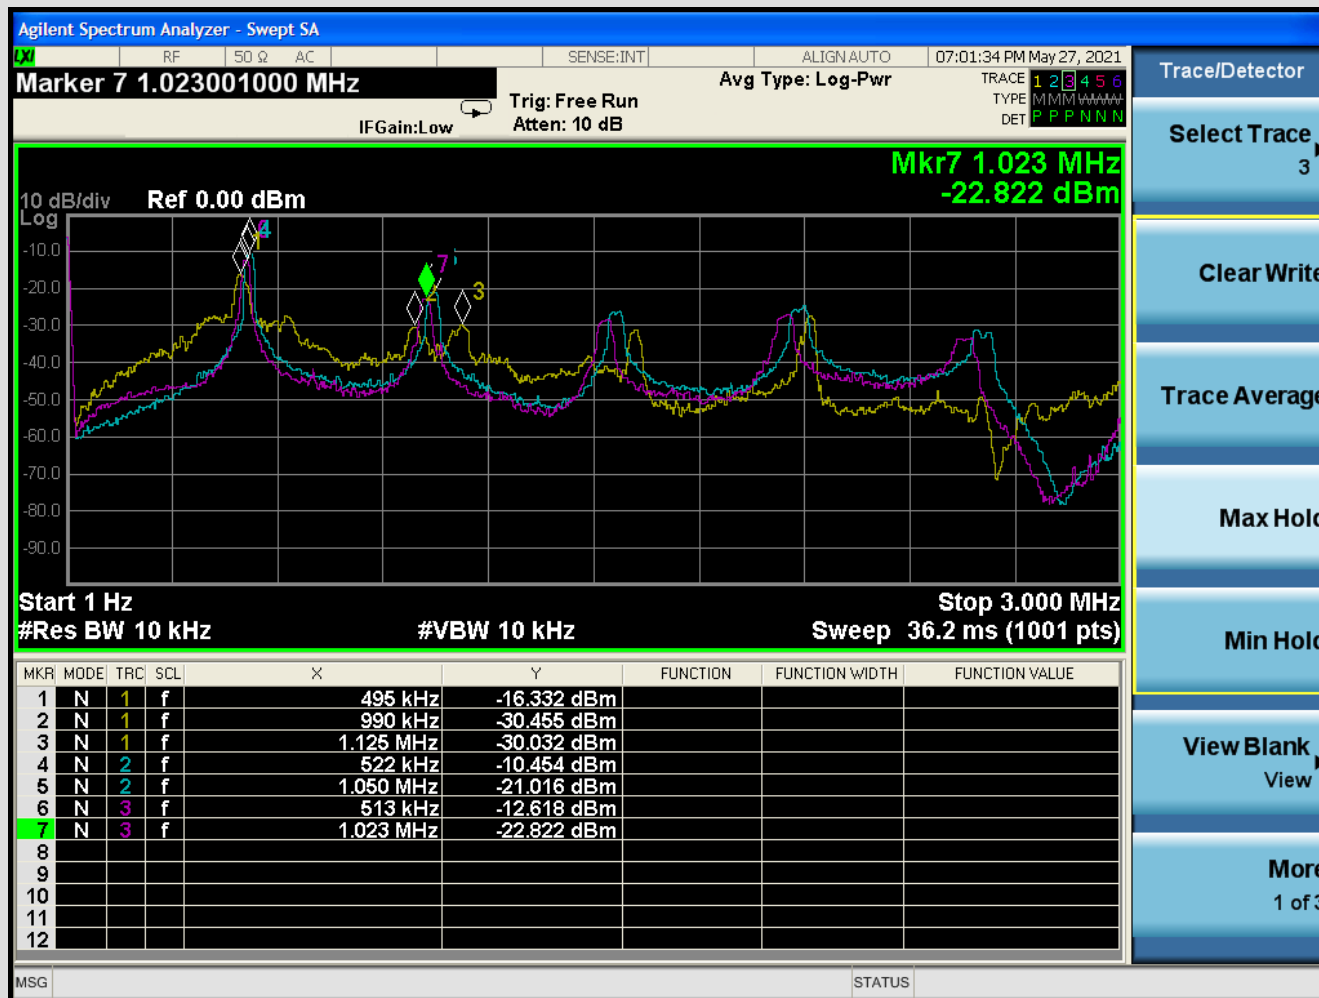 Agilent Spectrum Analyzer - Swept SA
LXI RF 50 Ω AC SENSE:INT ALIGN AUTO 07:01:34 PM May 27, 2021
Marker 7 1.023001000 MHz
Avg Type: Log-Pwr
TRACE 1 2 3 4 5 6
Trig: Free Run
TYPE M M M W W W
IFGain:Low
Atten: 10 dB
DET P P P N N N
Mkr7 1.023 MHz
-22.822 dBm
10 dB/div Ref 0.00 dBm
Log
-10.0
-20.0
-30.0
-40.0
-50.0
-60.0
-70.0
-80.0
-90.0
4
7
3
Start 1 Hz Stop 3.000 MHz
#Res BW 10 kHz #VBW 10 kHz Sweep 36.2 ms (1001 pts)
MKR MODE TRC SCL X Y FUNCTION FUNCTION WIDTH FUNCTION VALUE
1 N 1 f 495 kHz -16.332 dBm
2 N 1 f 990 kHz -30.455 dBm
3 N 1 f 1.125 MHz -30.032 dBm
4 N 2 f 522 kHz -10.454 dBm
5 N 2 f 1.050 MHz -21.016 dBm
6 N 3 f 513 kHz -12.618 dBm
7 N 3 f 1.023 MHz -22.822 dBm
8
9
10
11
12
MSG STATUS
Trace/Detector
Select Trace
3
Clear Write
Trace Average
Max Hold
Min Hold
View Blank
View
More
1 of 3